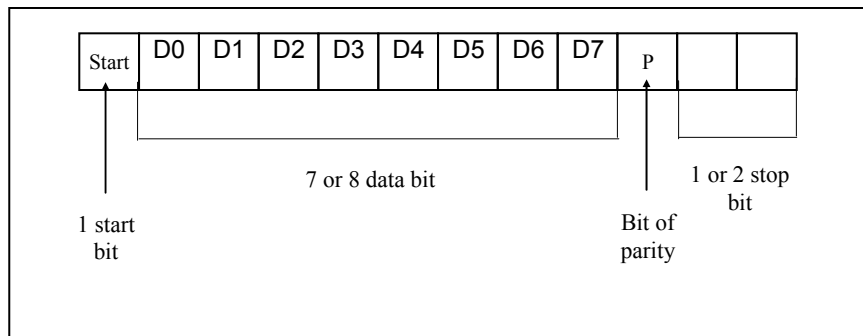 Start D0 D1 D2 D3 D4 D5 D6 D7 P
7 or 8 data bit
1 or 2 stop
bit
1 start
bit
Bit of
parity